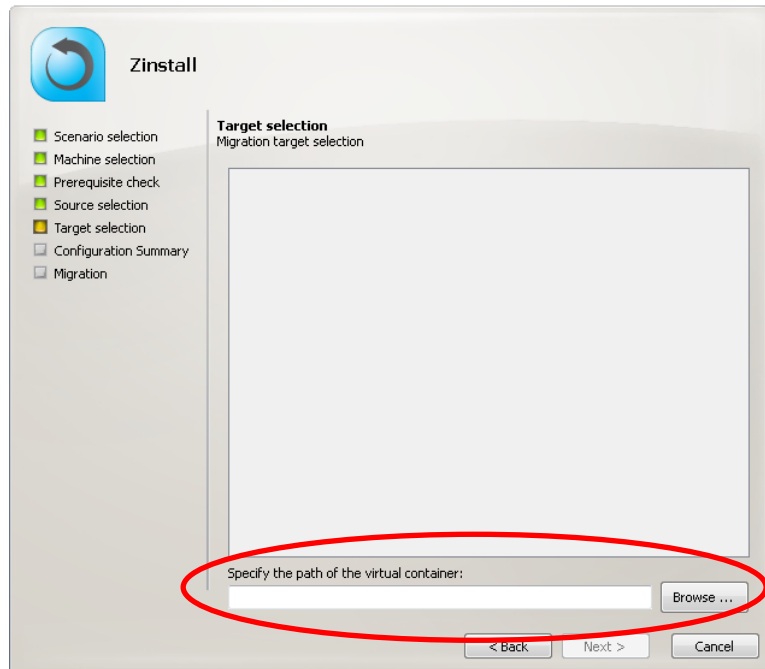 Zinstall
Scenario selection
Machine selection
Prerequisite check
Source selection
Target selection
Configuration Summary
Migration
Target selection
Migration target selection
Specify the path of the virtual container:
Browse ...
< Back
Next >
Cancel